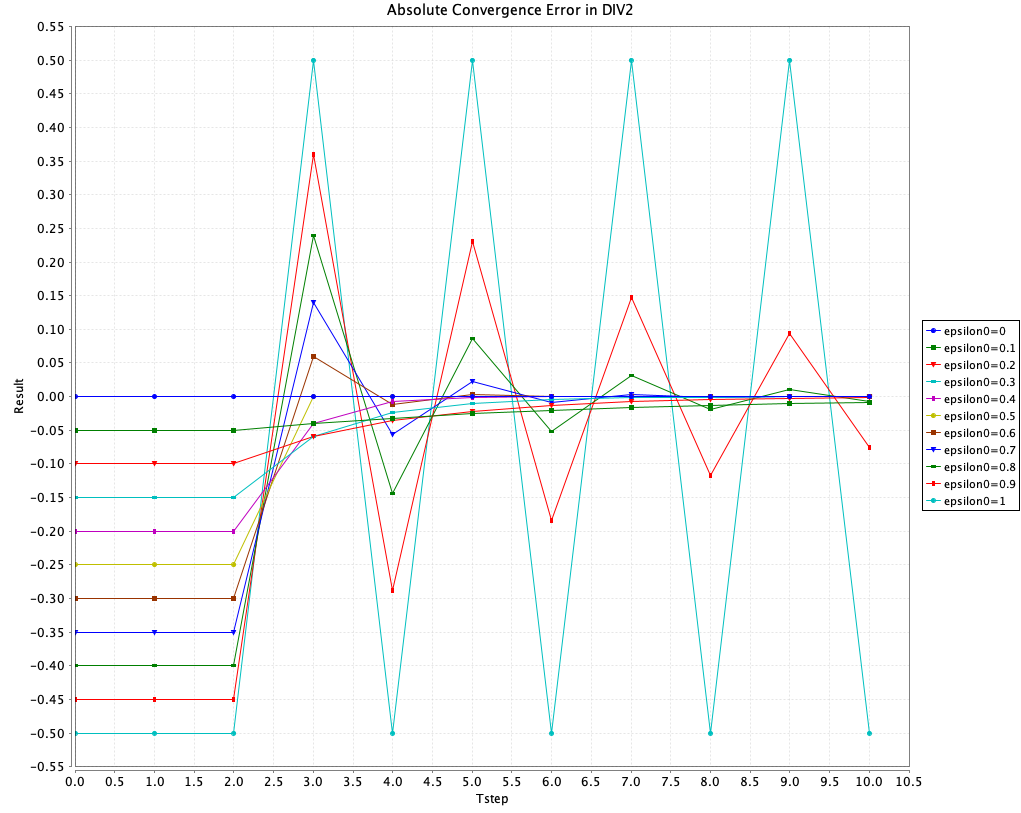 Absolute Convergence Error in DIV2
0.55
0.50
0.45
0.40
0.35
0.30
0.25
0.20
0.15
0.10
0.05
0.00
-0.05
-0.10
-0.15
-0.20
-0.25
-0.30
-0.35
-0.40
-0.45
-0.50
-0.55
Result
0.0 0.5 1.0 1.5 2.0 2.5 3.0 3.5 4.0 4.5 5.0 5.5 6.0 6.5 7.0 7.5 8.0 8.5 9.0 9.5 10.0 10.5
Tstep
epsilon0=0
epsilon0=0.1
epsilon0=0.2
epsilon0=0.3
epsilon0=0.4
epsilon0=0.5
epsilon0=0.6
epsilon0=0.7
epsilon0=0.8
epsilon0=0.9
epsilon0=1